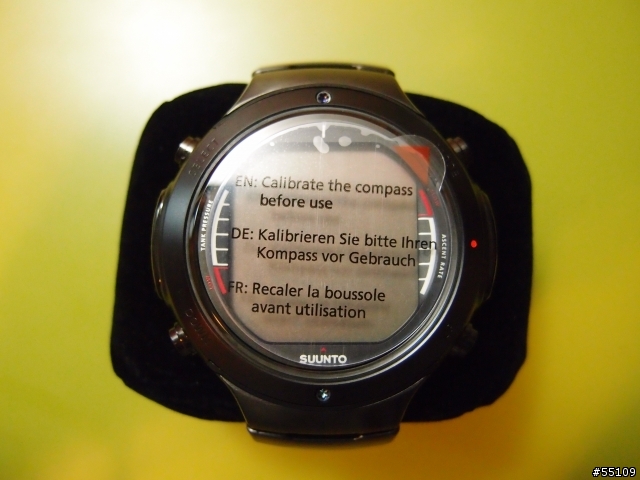 EN: Calibrate the compass
before use
DE: Kalibrieren Sie bitte Ihren
Kompass vor Gebrauch
FR: Recaler la boussole
avant utilisation
TANK PRESSURE
ASCENT RATE
SUUNTO
#55109